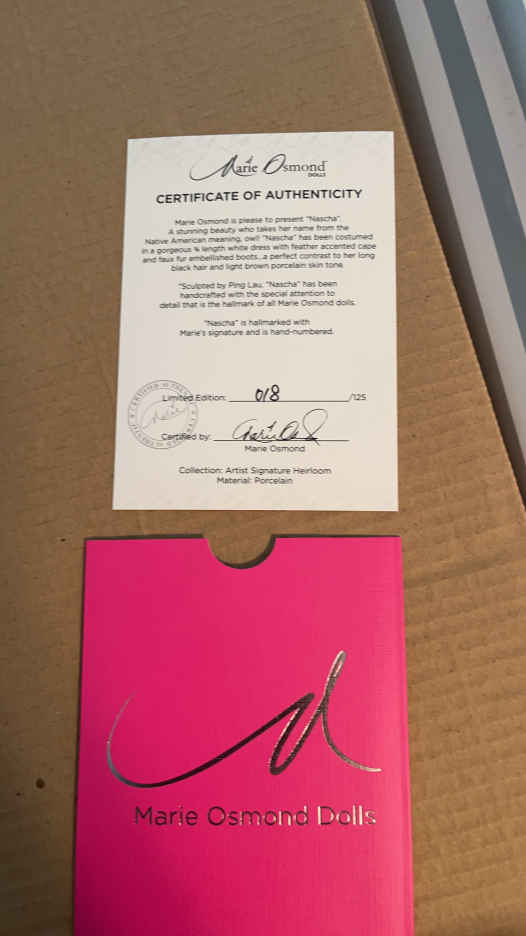 Marie Osmond
DOLLS
CERTIFICATE OF AUTHENTICITY
Marie Osmond is please to present "Nascha".
A stunning beauty who takes her name from the
Native American meaning, owl! "Nascha" has been costumed
in a gorgeous ¾ length white dress with feather accented cape
and faux fur embellished boots...a perfect contrast to her long
black hair and light brown porcelain skin tone.
"Sculpted by Ping Lau, "Nascha" has been
handcrafted with the special attention to
detail that is the hallmark of all Marie Osmond dolls.
"Nascha" is hallmarked with
Marie's signature and is hand-numbered.
Limited Edition: 018 /125
Certified by:
Marie Osmond
Collection: Artist Signature Heirloom
Material: Porcelain
Marie Osmond Dolls